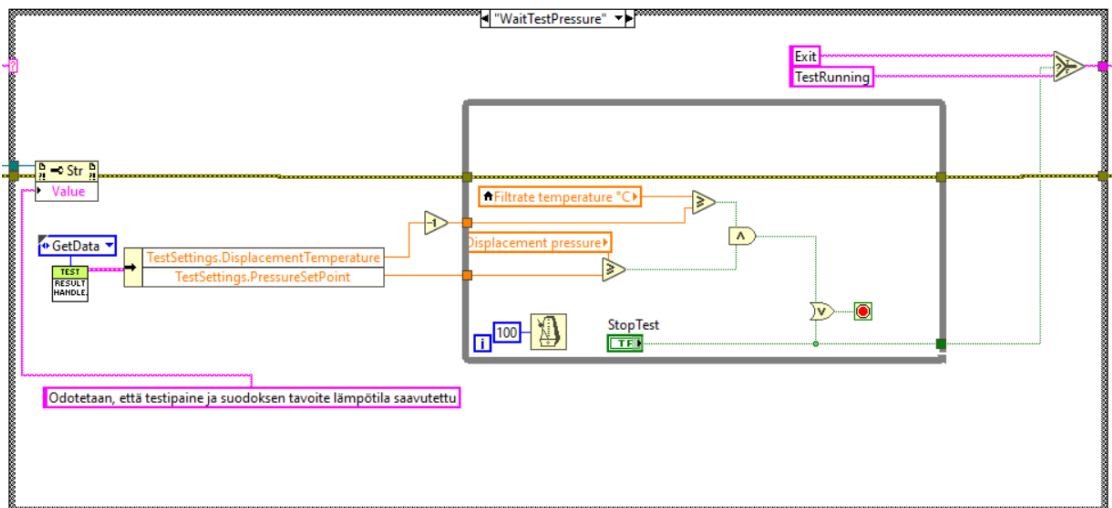 "WaitTestPressure"
Exit
TestRunning
Str
Value
Filtrate temperature °C
-1
GetData
Displacement pressure
TestSettings.DisplacementTemperature
TEST
RESULT
HANDLE.
TestSettings.PressureSetPoint
100
StopTest
i
TF
Odotetaan, että testipaine ja suodoksen tavoite lämpötila saavutettu